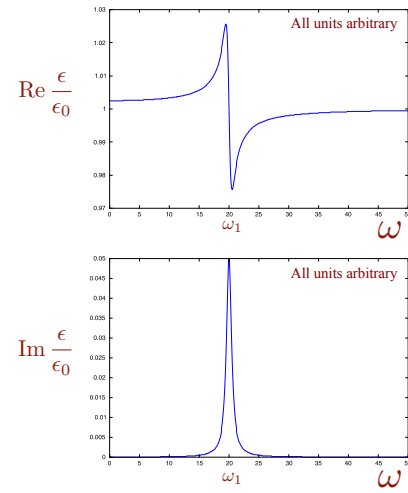 1.03
All units arbitrary
1.02
1.01
Re ϵ/ϵ₀
1
0.99
0.98
0.97
0 5 10 15 20 25 30 35 40 45 50
ω₁
ω
0.05
All units arbitrary
0.045
0.04
0.035
0.03
Im ϵ/ϵ₀
0.025
0.02
0.015
0.01
0.005
0
0 5 10 15 20 25 30 35 40 45 50
ω₁
ω